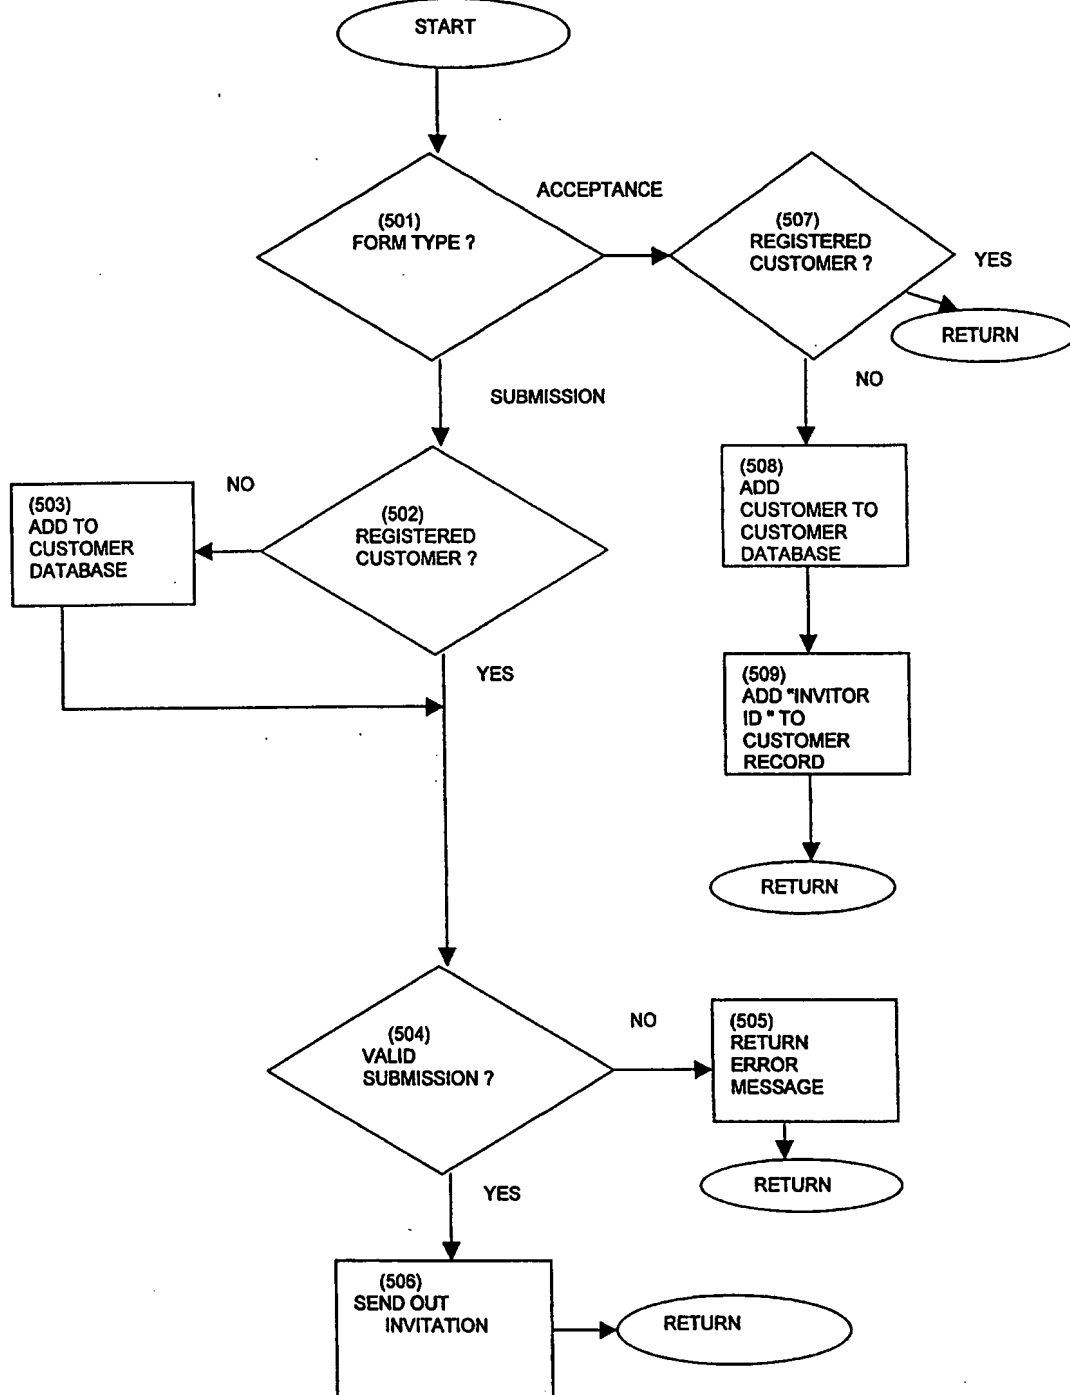 START
ACCEPTANCE
(501)
FORM TYPE ?
(507)
REGISTERED
CUSTOMER ?
YES
RETURN
NO
SUBMISSION
(508)
ADD
CUSTOMER TO
CUSTOMER
DATABASE
NO
(503)
ADD TO
CUSTOMER
DATABASE
(502)
REGISTERED
CUSTOMER ?
YES
(509)
ADD "INVITOR
ID " TO
CUSTOMER
RECORD
RETURN
(504)
VALID
SUBMISSION ?
NO
(505)
RETURN
ERROR
MESSAGE
RETURN
YES
(506)
SEND OUT
INVITATION
RETURN